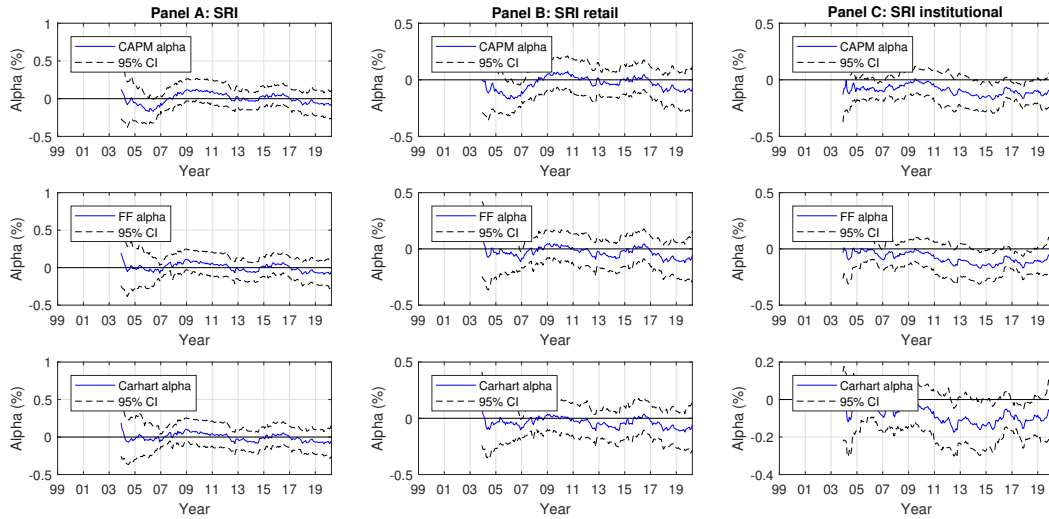 Panel A: SRI
Alpha (%)
1
0.5
0
-0.5
CAPM alpha
95% CI
99 01 03 05 07 09 11 13 15 17 19
Year
Panel B: SRI retail
Alpha (%)
0.5
0
-0.5
CAPM alpha
95% CI
99 01 03 05 07 09 11 13 15 17 19
Year
Panel C: SRI institutional
Alpha (%)
0.5
0
-0.5
CAPM alpha
95% CI
99 01 03 05 07 09 11 13 15 17 19
Year
Alpha (%)
1
0.5
0
-0.5
FF alpha
95% CI
99 01 03 05 07 09 11 13 15 17 19
Year
Alpha (%)
0.5
0
-0.5
FF alpha
95% CI
99 01 03 05 07 09 11 13 15 17 19
Year
Alpha (%)
0.5
0
-0.5
FF alpha
95% CI
99 01 03 05 07 09 11 13 15 17 19
Year
Alpha (%)
1
0.5
0
-0.5
Carhart alpha
95% CI
99 01 03 05 07 09 11 13 15 17 19
Year
Alpha (%)
0.5
0
-0.5
Carhart alpha
95% CI
99 01 03 05 07 09 11 13 15 17 19
Year
Alpha (%)
0.2
0
-0.2
-0.4
Carhart alpha
95% CI
99 01 03 05 07 09 11 13 15 17 19
Year